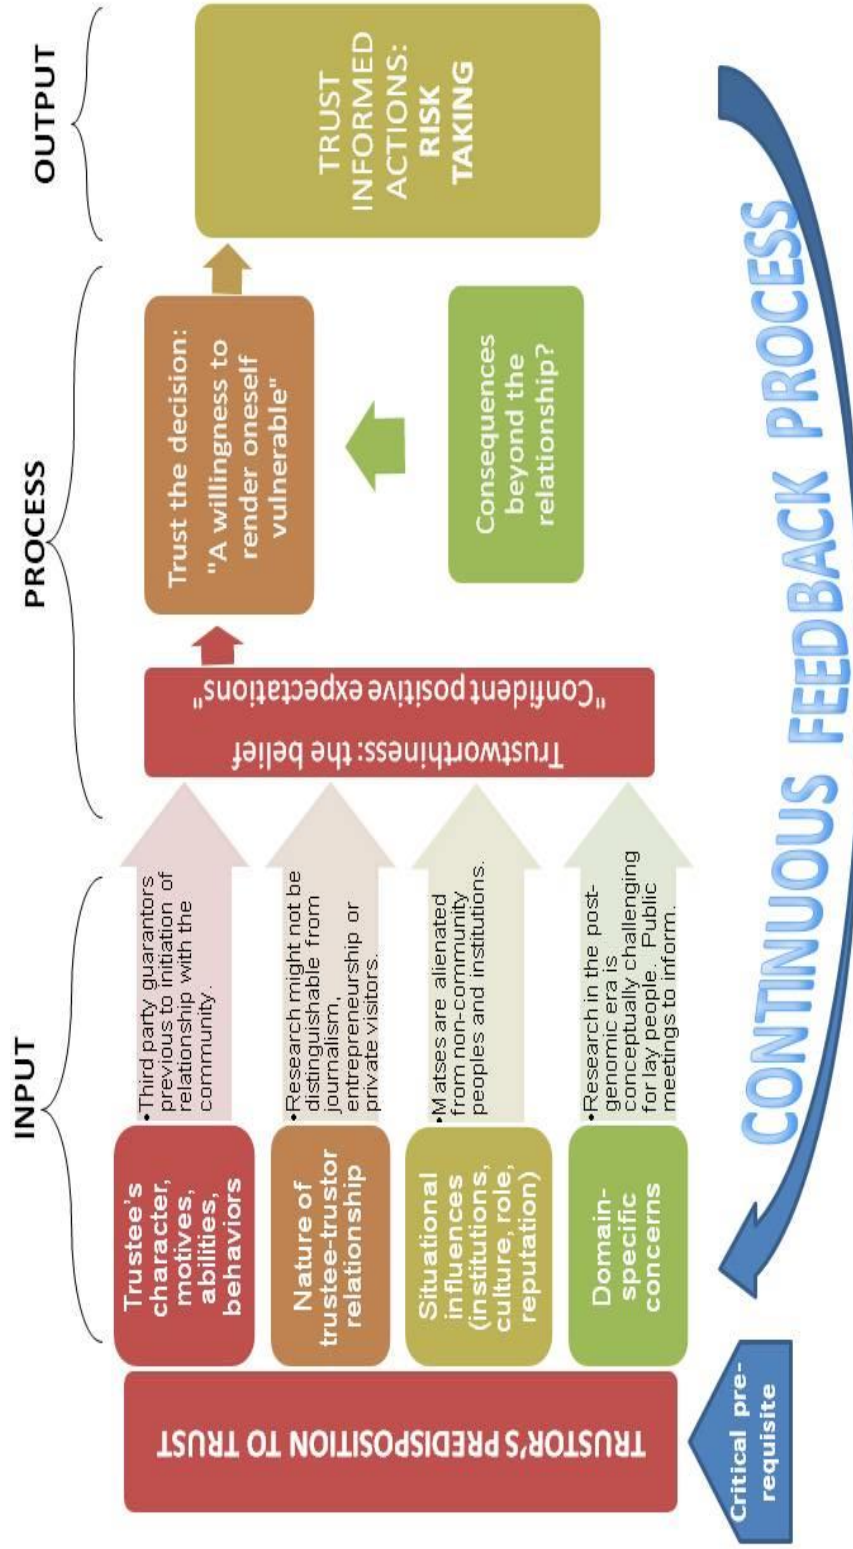 INPUT
PROCESS
OUTPUT
TRUSTOR'S PREDISPOSITION TO TRUST
Critical pre-
requisite
Trustee's
character,
motives,
abilities,
behaviors
•Third party guarantors
previous to initiation of
relationship with the
community.
Nature of
trustee-trustor
relationship
•Research might not be
distinguishable from
journalism,
entrepreneurship or
private visitors.
Situational
influences
(institutions,
culture, role,
reputation)
•Matses are alienated
from non-community
peoples and institutions.
Domain-
specific
concerns
•Research in the post-
genomic era is
conceptually challenging
for lay people. Public
meetings to inform.
Trustworthiness: the belief
"Confident positive expectations"
Trust the decision:
"A willingness to
render oneself
vulnerable"
Consequences
beyond the
relationship?
TRUST
INFORMED
ACTIONS:
RISK
TAKING
CONTINUOUS FEEDBACK PROCESS